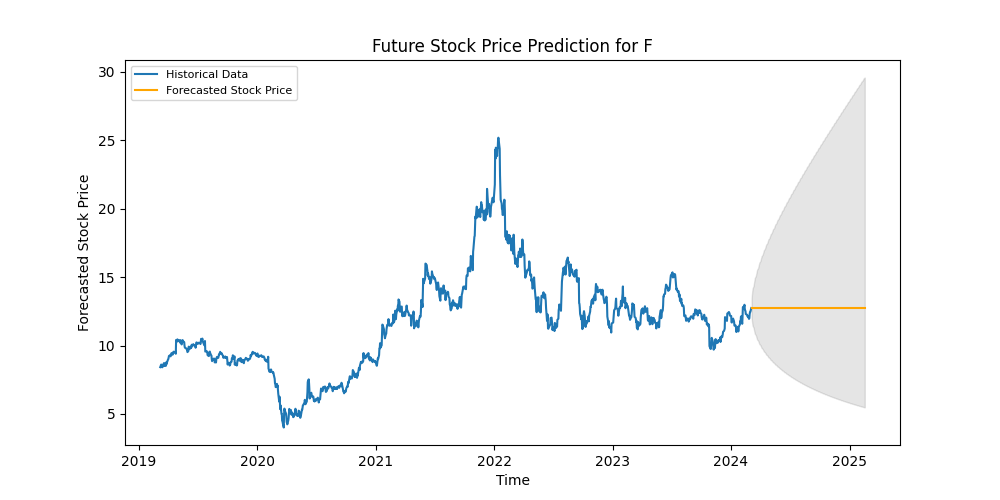 Future Stock Price Prediction for F
Historical Data
Forecasted Stock Price
Forecasted Stock Price
30
25
20
15
10
5
2019
2020
2021
2022
2023
2024
2025
Time